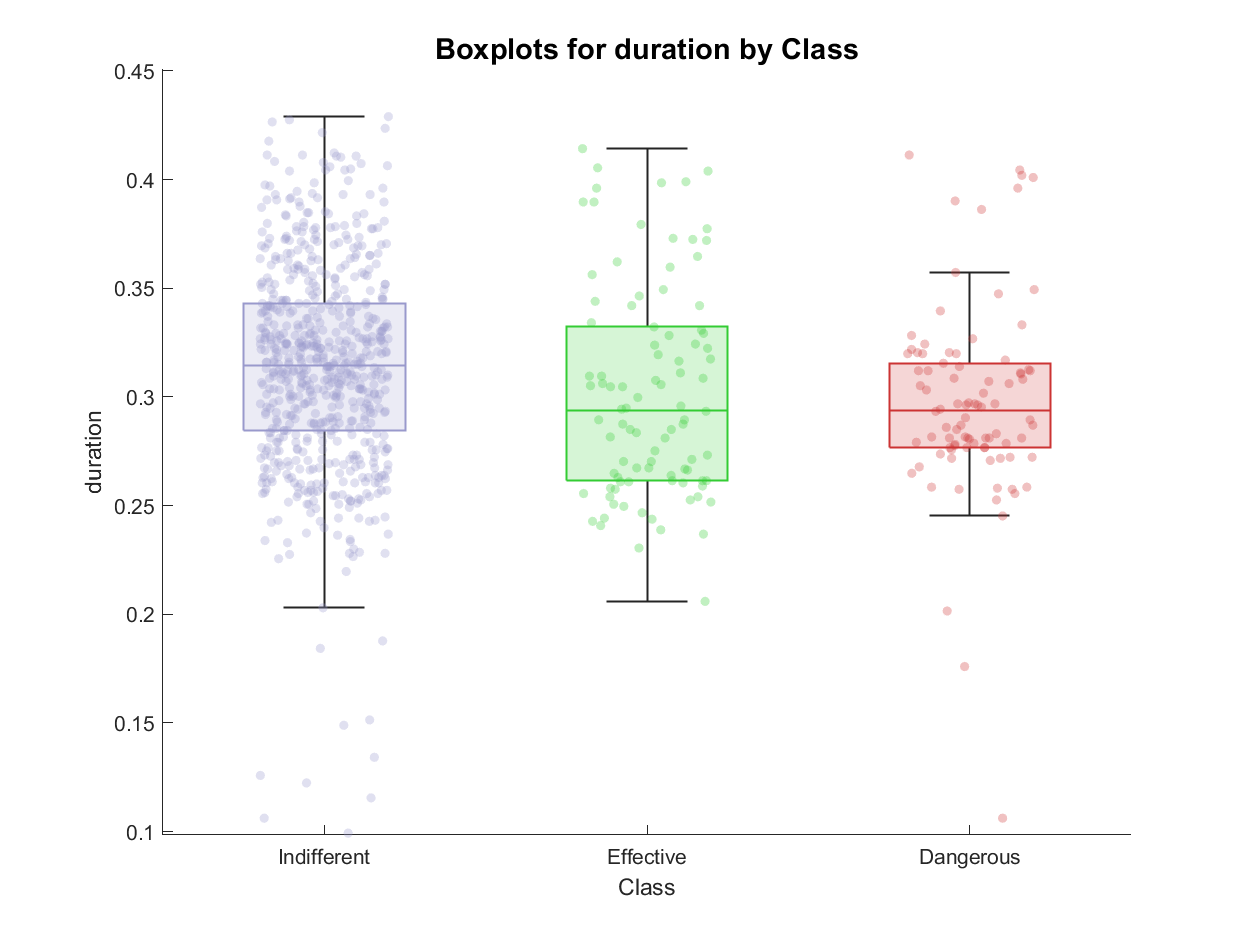 Boxplots for duration by Class
0.45
0.4
0.35
0.3
0.25
0.2
0.15
0.1
duration
Indifferent
Effective
Dangerous
Class